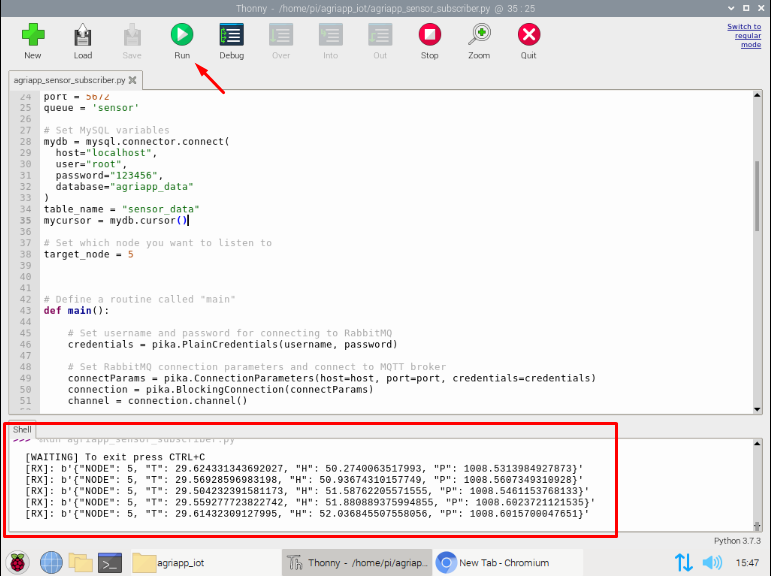 Thonny - /home/pi/agriapp_iot/agriapp_sensor_subscriber.py @ 35 : 25
New Load Save Run Debug Over Into Out Stop Zoom Quit
Switch to
regular
mode
agriapp_sensor_subscriber.py
24 port = 5672
25 queue = 'sensor'
26
27 # Set MySQL variables
28 mydb = mysql.connector.connect(
29 host="localhost",
30 user="root",
31 password="123456",
32 database="agriapp_data"
33 )
34 table_name = "sensor_data"
35 mycursor = mydb.cursor()
36
37 # Set which node you want to listen to
38 target_node = 5
39
40
41
42 # Define a routine called "main"
43 def main():
44
45 # Set username and password for connecting to RabbitMQ
46 credentials = pika.PlainCredentials(username, password)
47
48 # Set RabbitMQ connection parameters and connect to MQTT broker
49 connectParams = pika.ConnectionParameters(host=host, port=port, credentials=credentials)
50 connection = pika.BlockingConnection(connectParams)
51 channel = connection.channel()
Shell
>>> %Run agriapp_sensor_subscriber.py
[WAITING] To exit press CTRL+C
[RX]: b'{"NODE": 5, "T": 29.624331343692027, "H": 50.2740063517993, "P": 1008.5313984927873}'
[RX]: b'{"NODE": 5, "T": 29.56928596983198, "H": 50.93674310157749, "P": 1008.5607349310928}'
[RX]: b'{"NODE": 5, "T": 29.504232391581173, "H": 51.58762205571555, "P": 1008.5461153768133}'
[RX]: b'{"NODE": 5, "T": 29.559277723822742, "H": 51.880889375994855, "P": 1008.6023721121535}'
[RX]: b'{"NODE": 5, "T": 29.61432309127995, "H": 52.036845507558056, "P": 1008.6015700047651}'
Python 3.7.3
agriapp_iot Thonny - /home/pi/agriap... New Tab - Chromium 15:47